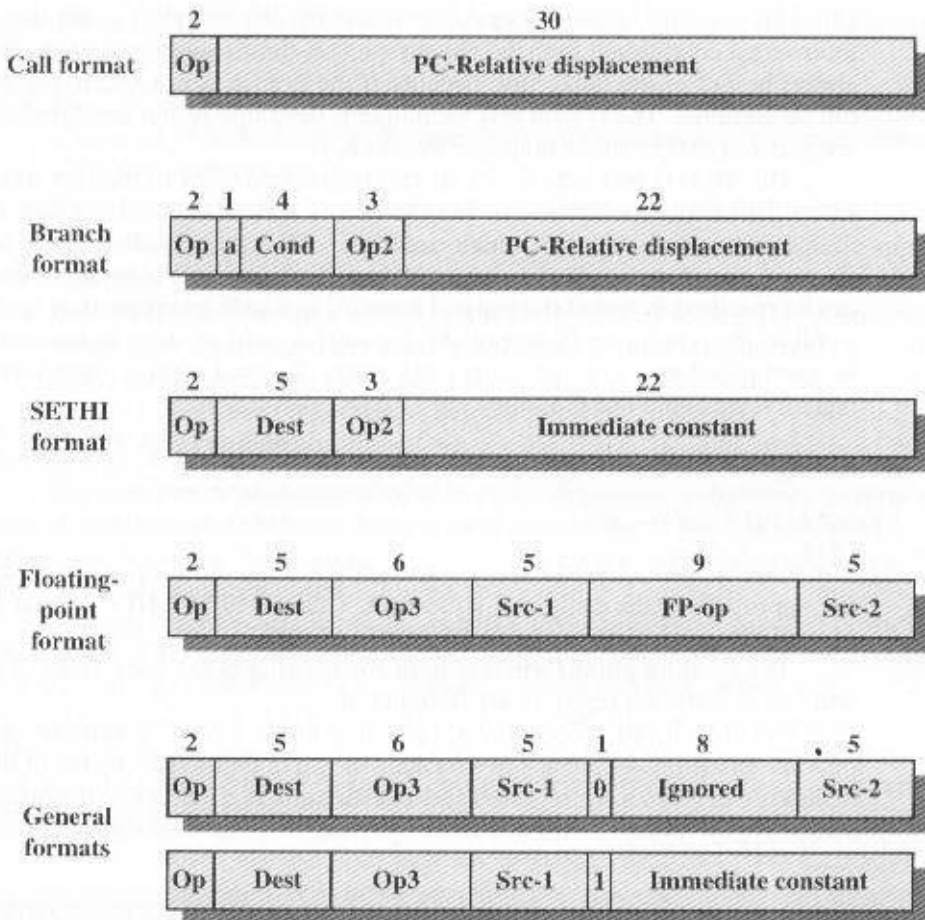 2 30
Call format Op PC-Relative displacement
2 1 4 3 22
Branch format Op a Cond Op2 PC-Relative displacement
2 5 3 22
SETHI format Op Dest Op2 Immediate constant
2 5 6 5 9 5
Floating-point format Op Dest Op3 Src-1 FP-op Src-2
2 5 6 5 1 8 5
General formats Op Dest Op3 Src-1 0 Ignored Src-2
Op Dest Op3 Src-1 1 Immediate constant